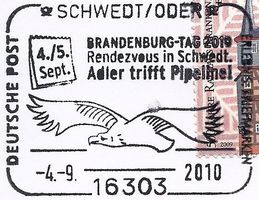 SCHWEDT/ODER
DEUTSCHE POST
4./5.
Sept.
BRANDENBURG-TAG 2010
Rendezvous in Schwedt.
Adler trifft Pipeline!
2009
-4.-9. 2010
16303